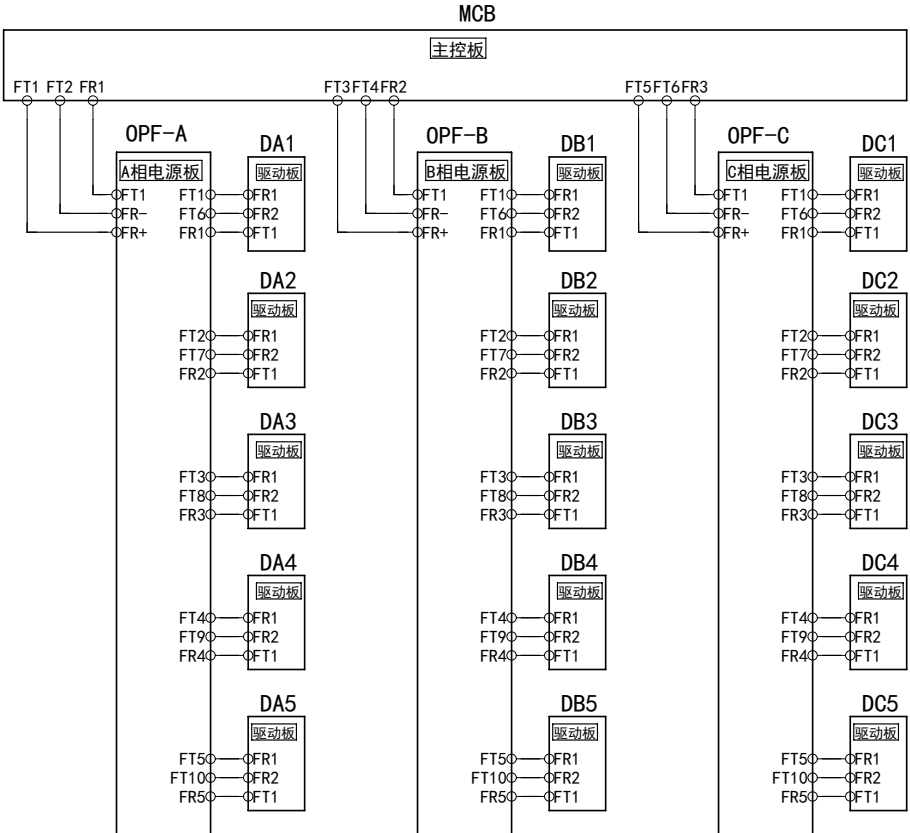 MCB
主控板
FT1 FT2 FR1 FT3 FT4 FR2 FT5 FT6 FR3
OPF-A DA1 OPF-B DB1 OPF-C DC1
A相电源板 驱动板 B相电源板 驱动板 C相电源板 驱动板
FT1 FT1 FR1 FT1 FT1 FR1 FT1 FT1 FR1
FR- FT6 FR2 FR- FT6 FR2 FR- FT6 FR2
FR+ FR1 FT1 FR+ FR1 FT1 FR+ FR1 FT1
DA2 DB2 DC2
驱动板 驱动板 驱动板
FT2 FR1 FT2 FR1 FT2 FR1
FT7 FR2 FT7 FR2 FT7 FR2
FR2 FT1 FR2 FT1 FR2 FT1
DA3 DB3 DC3
驱动板 驱动板 驱动板
FT3 FR1 FT3 FR1 FT3 FR1
FT8 FR2 FT8 FR2 FT8 FR2
FR3 FT1 FR3 FT1 FR3 FT1
DA4 DB4 DC4
驱动板 驱动板 驱动板
FT4 FR1 FT4 FR1 FT4 FR1
FT9 FR2 FT9 FR2 FT9 FR2
FR4 FT1 FR4 FT1 FR4 FT1
DA5 DB5 DC5
驱动板 驱动板 驱动板
FT5 FR1 FT5 FR1 FT5 FR1
FT10 FR2 FT10 FR2 FT10 FR2
FR5 FT1 FR5 FT1 FR5 FT1